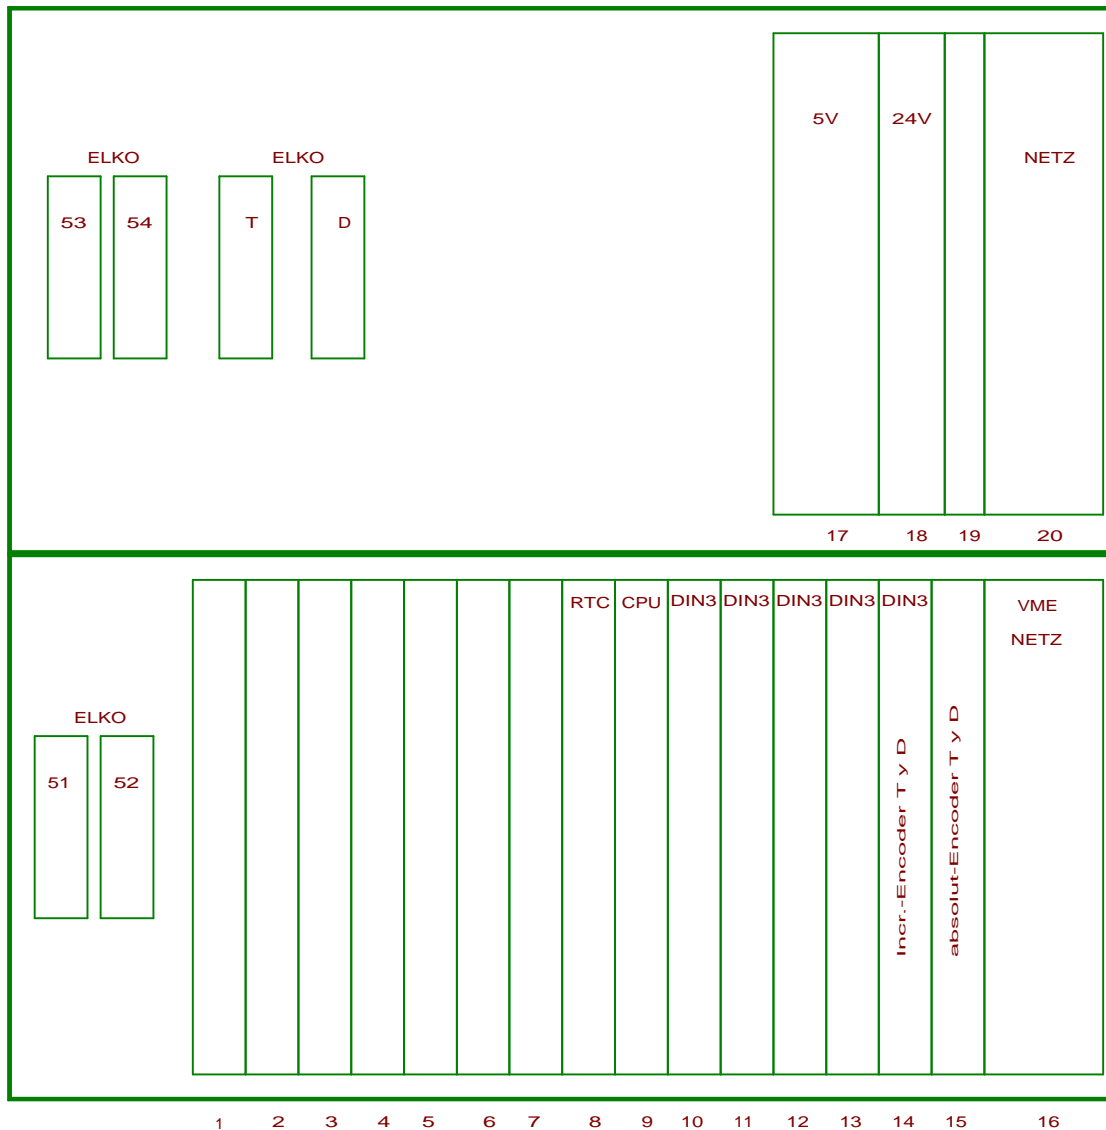 5V 24V
ELKO ELKO NETZ
53 54 T D
17 18 19 20
RTC CPU DIN3 DIN3 DIN3 DIN3 DIN3 VME
NETZ
ELKO
51 52
Incr.-Encoder T y D
absolut-Encoder T y D
1 2 3 4 5 6 7 8 9 10 11 12 13 14 15 16